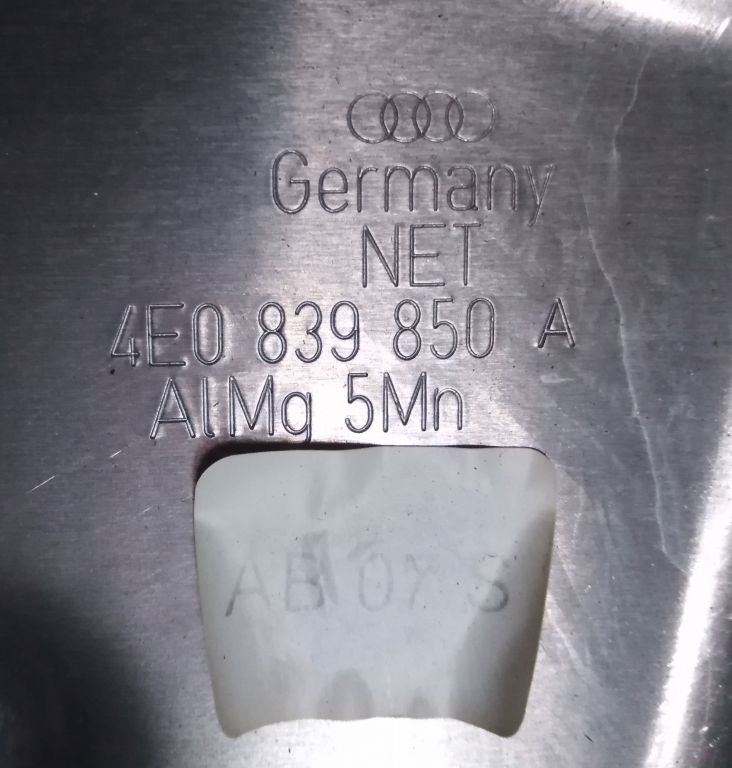 Germany
NET
4E0 839 850 A
AlMg 5Mn